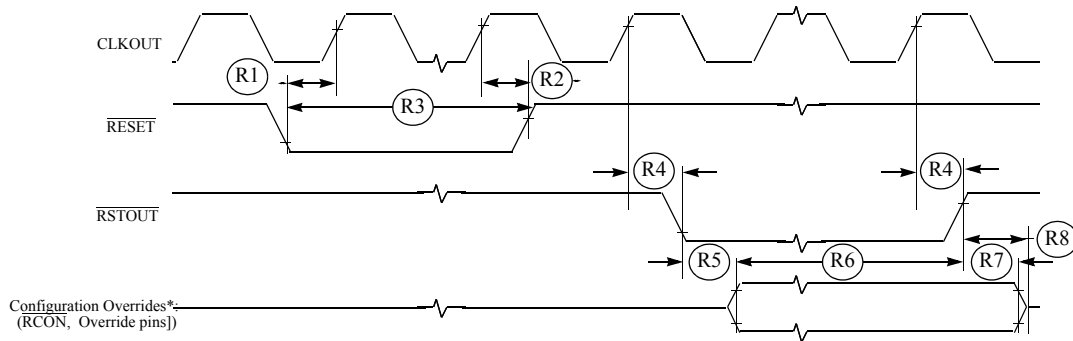 CLKOUT
R1
R2
R3
RESET
R4
R4
RSTOUT
R8
R5
R6
R7
Configuration Overrides*:
(RCON, Override pins])